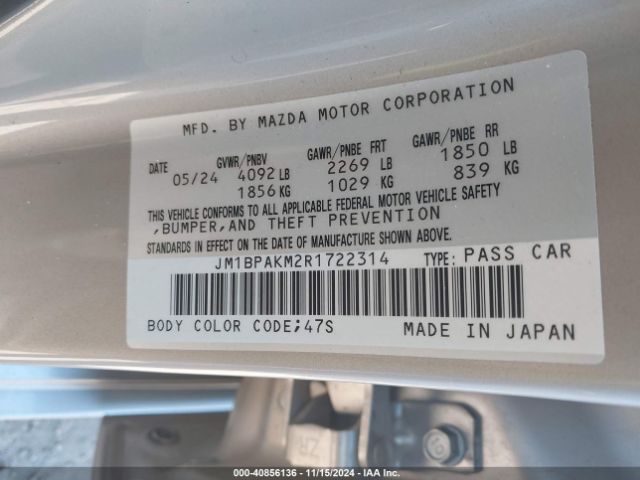 MFD. BY MAZDA MOTOR CORPORATION
DATE GVWR/PNBV GAWR/PNBE FRT GAWR/PNBE RR
05/24 4092 LB 2269 LB 1850 LB
1856 KG 1029 KG 839 KG
THIS VEHICLE CONFORMS TO ALL APPLICABLE FEDERAL MOTOR VEHICLE SAFETY
,BUMPER,AND THEFT PREVENTION
STANDARDS IN EFFECT ON THE DATE OF MANUFACTURE SHOWN ABOVE.
JM1BPAKM2R1722314 TYPE: PASS CAR
BODY COLOR CODE;47S MADE IN JAPAN
ZR
000-40856136 - 11/15/2024 - IAA Inc.